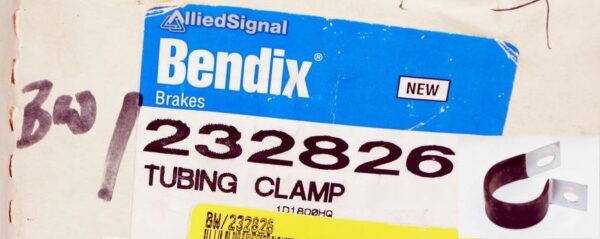 AlliedSignal
Bendix®
Brakes
NEW
BW/
232826
TUBING CLAMP
1D1800HQ
BW/232826